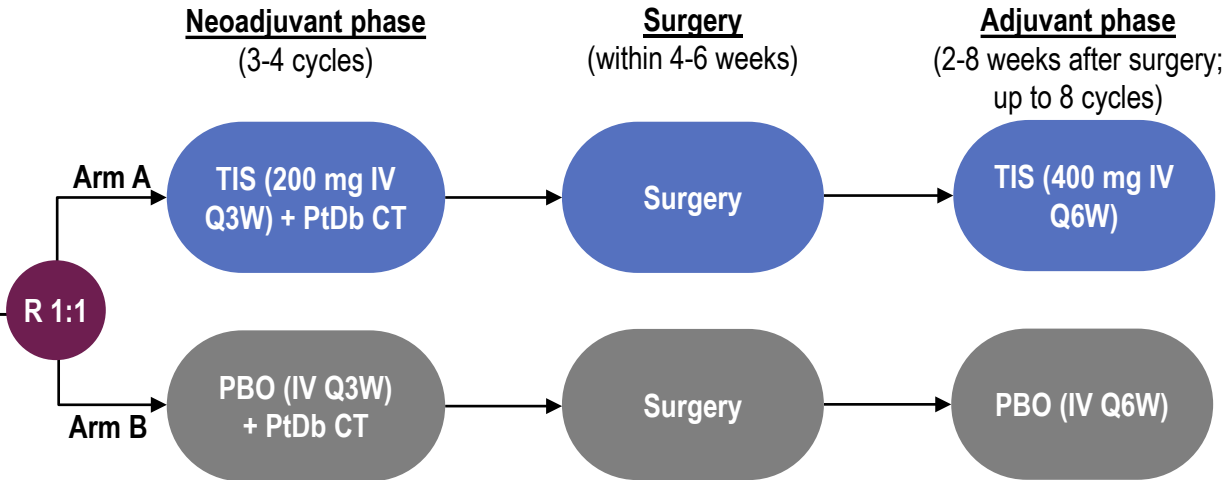 Neoadjuvant phase
(3-4 cycles)
Surgery
(within 4-6 weeks)
Adjuvant phase
(2-8 weeks after surgery;
up to 8 cycles)
Arm A
TIS (200 mg IV
Q3W) + PtDb CT
Surgery
TIS (400 mg IV
Q6W)
R 1:1
Arm B
PBO (IV Q3W)
+ PtDb CT
Surgery
PBO (IV Q6W)